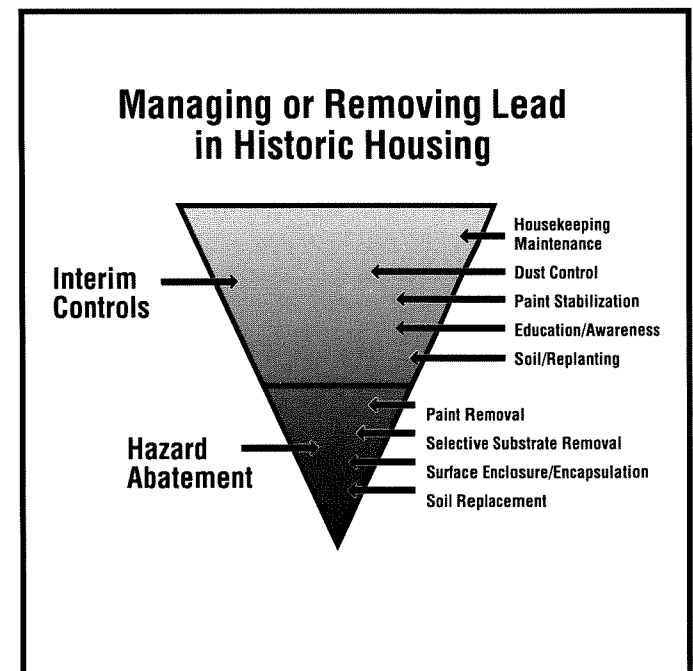 Managing or Removing Lead
in Historic Housing
Interim
Controls
Housekeeping
Maintenance
Dust Control
Paint Stabilization
Education/Awareness
Soil/Replanting
Hazard
Abatement
Paint Removal
Selective Substrate Removal
Surface Enclosure/Encapsulation
Soil Replacement